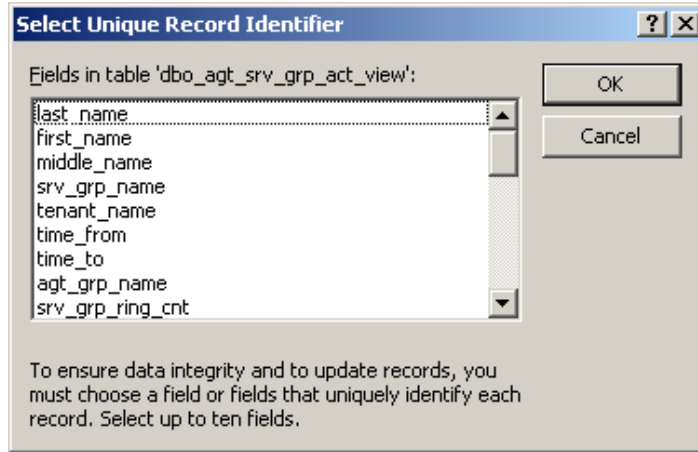 Select Unique Record Identifier
Fields in table 'dbo_agt_srv_grp_act_view':
OK
last_name
Cancel
first_name
middle_name
srv_grp_name
tenant_name
time_from
time_to
agt_grp_name
srv_grp_ring_cnt
To ensure data integrity and to update records, you
must choose a field or fields that uniquely identify each
record. Select up to ten fields.